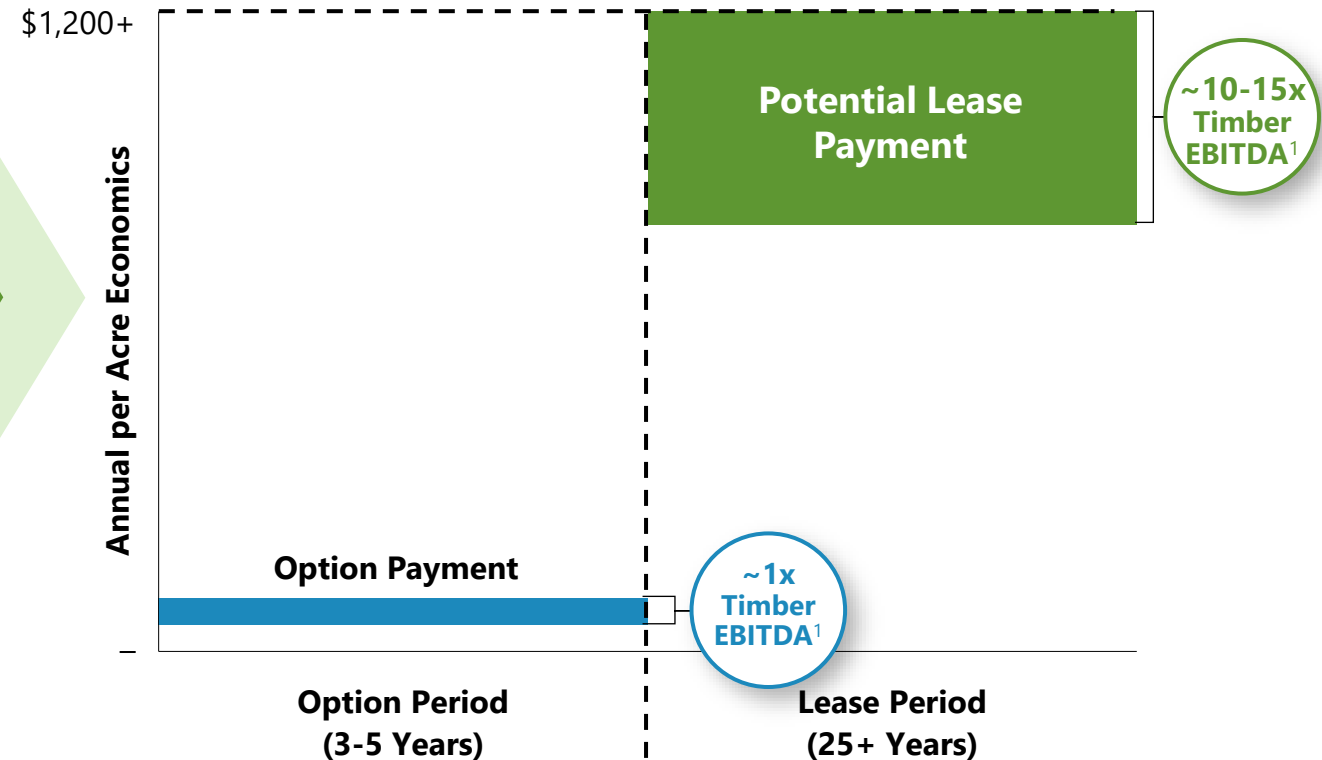 $1,200+
Annual per Acre Economics
Potential Lease
Payment
~10-15x
Timber
EBITDA¹
Option Payment
~1x
Timber
EBITDA¹
–
Option Period
(3-5 Years)
Lease Period
(25+ Years)